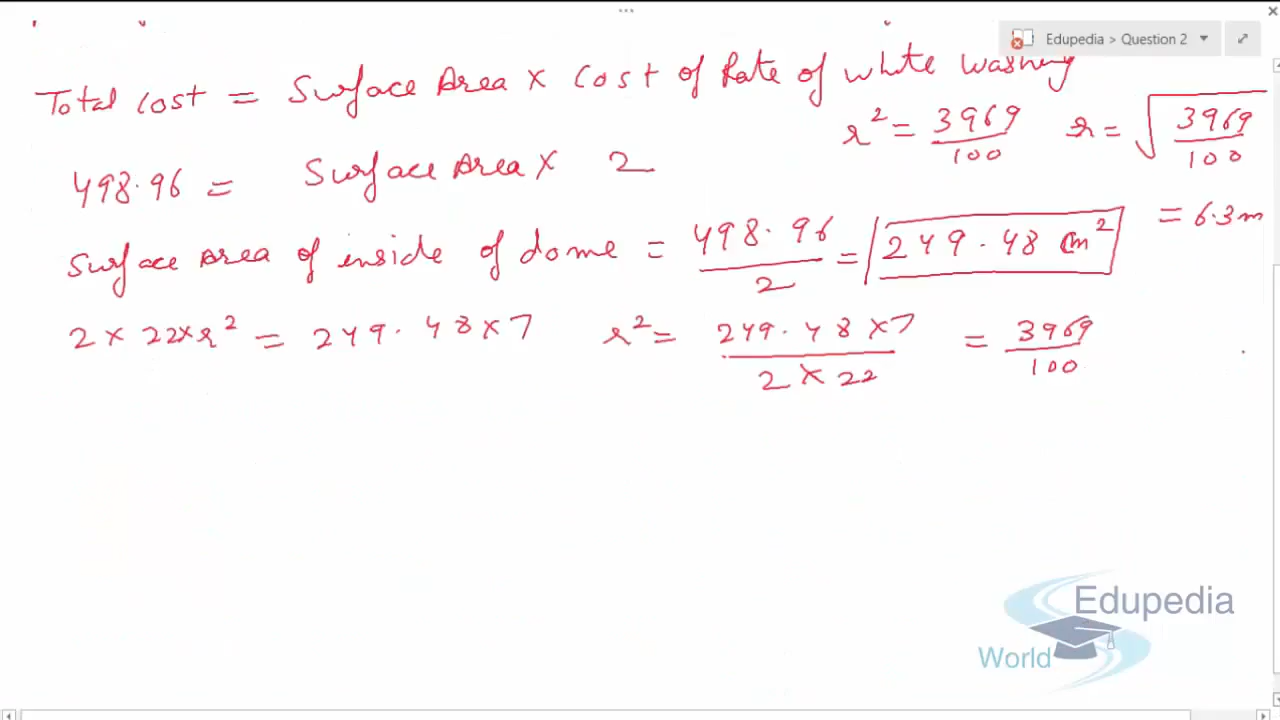 Edupedia > Question 2
Total cost = Surface Area × Cost of Rate of white washing
r² = 3969/100 r = √3969/100
498.96 = Surface Area × 2
= 6.3m
Surface Area of inside of dome = 498.96/2 = 249.48 m²
2 × 22×r² = 249.48×7 r² = 249.48×7/2×22 = 3969/100
Edupedia
World